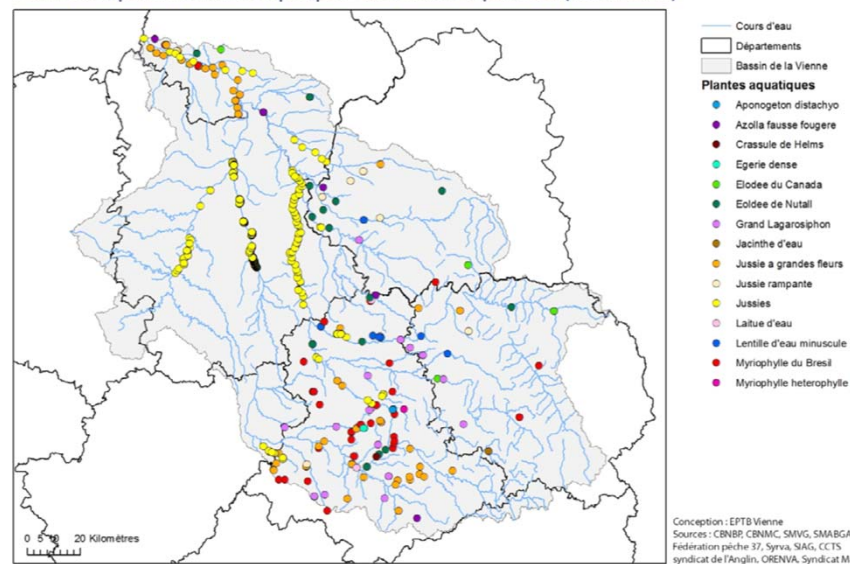 Cours d'eau
Départements
Bassin de la Vienne
Plantes aquatiques
Aponogeton distachyo
Azolla fausse fougere
Crassule de Helms
Egerie dense
Elodee du Canada
Eoldee de Nutall
Grand Lagarosiphon
Jacinthe d'eau
Jussie a grandes fleurs
Jussie rampante
Jussies
Laitue d'eau
Lentille d'eau minuscule
Myriophylle du Bresil
Myriophylle heterophylle
0 5 10 20 Kilomètres
Conception : EPTB Vienne
Sources : CBNBP, CBNMC, SMVG, SMABGA
Fédération pêche 37, Syrva, SIAG, CCTS
syndicat de l'Anglin, ORENVA, Syndicat M